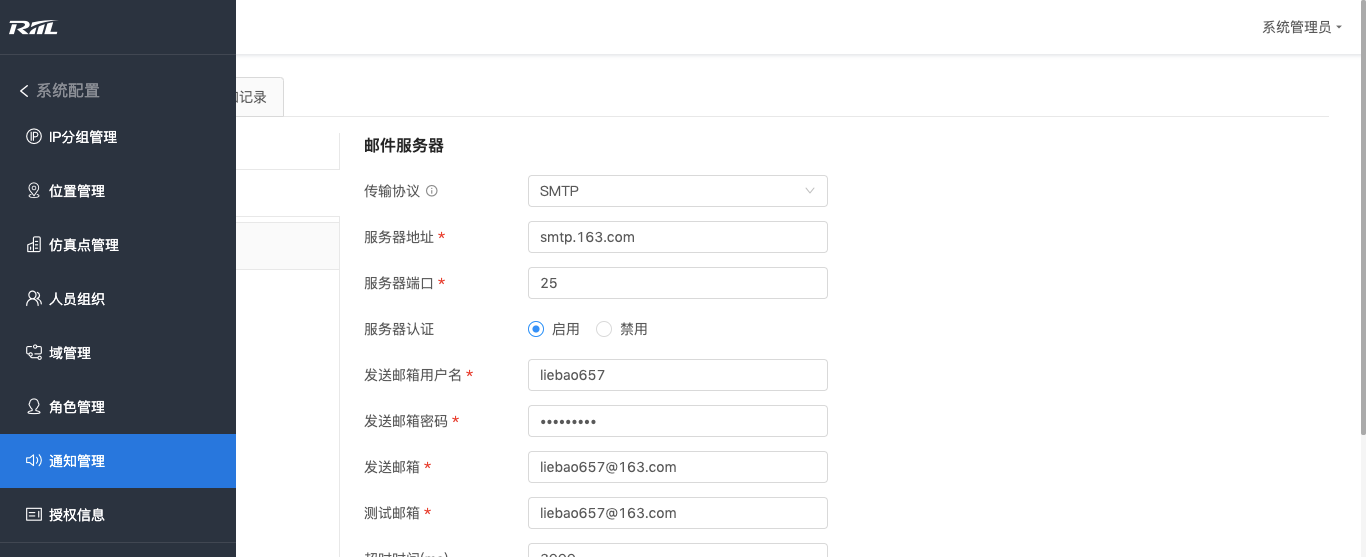 RIIL
系统管理员
系统配置
IP分组管理
位置管理
仿真点管理
人员组织
域管理
角色管理
通知管理
授权信息
记录
邮件服务器
传输协议 SMTP
服务器地址 * smtp.163.com
服务器端口 * 25
服务器认证 启用 禁用
发送邮箱用户名 * liebao657
发送邮箱密码 * •••••••••
发送邮箱 * liebao657@163.com
测试邮箱 * liebao657@163.com